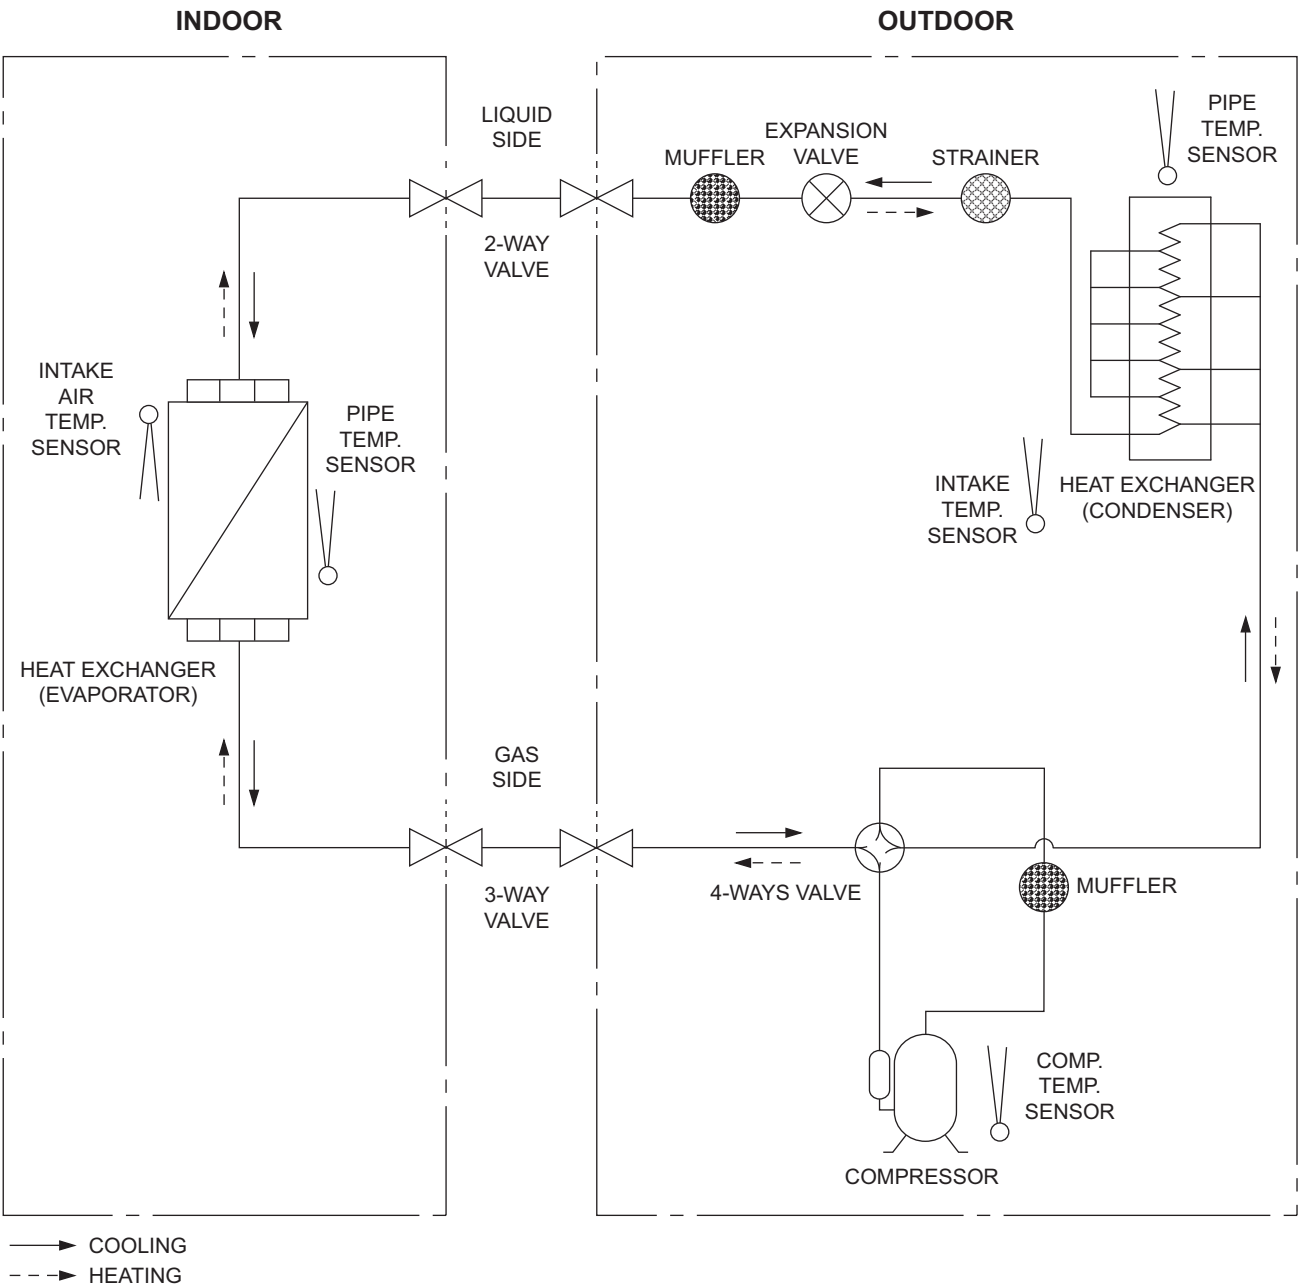 INDOOR
OUTDOOR
LIQUID
SIDE
MUFFLER
EXPANSION
VALVE
STRAINER
PIPE
TEMP.
SENSOR
2-WAY
VALVE
INTAKE
AIR
TEMP.
SENSOR
PIPE
TEMP.
SENSOR
INTAKE
TEMP.
SENSOR
HEAT EXCHANGER
(CONDENSER)
HEAT EXCHANGER
(EVAPORATOR)
GAS
SIDE
3-WAY
VALVE
4-WAYS VALVE
MUFFLER
COMP.
TEMP.
SENSOR
COMPRESSOR
COOLING
HEATING